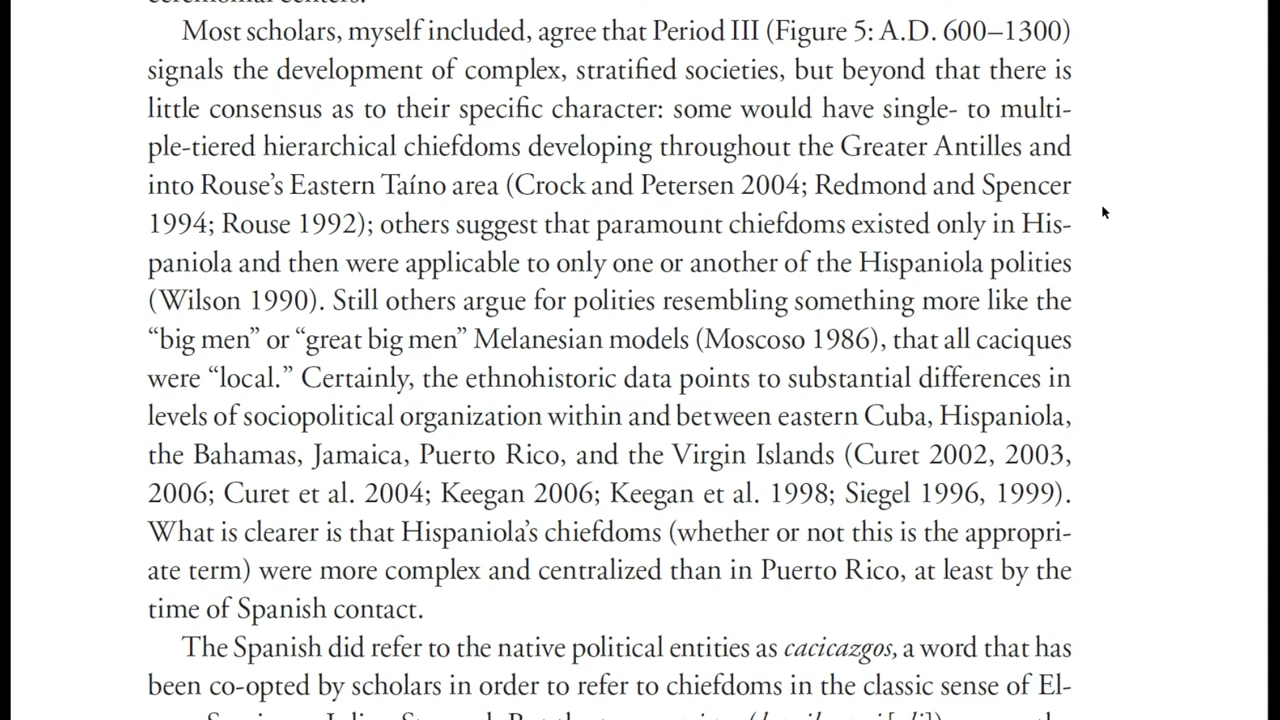 ceremonial centers.
Most scholars, myself included, agree that Period III (Figure 5: A.D. 600–1300)
signals the development of complex, stratified societies, but beyond that there is
little consensus as to their specific character: some would have single- to multi-
ple-tiered hierarchical chiefdoms developing throughout the Greater Antilles and
into Rouse’s Eastern Taíno area (Crock and Petersen 2004; Redmond and Spencer
1994; Rouse 1992); others suggest that paramount chiefdoms existed only in His-
paniola and then were applicable to only one or another of the Hispaniola polities
(Wilson 1990). Still others argue for polities resembling something more like the
“big men” or “great big men” Melanesian models (Moscoso 1986), that all caciques
were “local.” Certainly, the ethnohistoric data points to substantial differences in
levels of sociopolitical organization within and between eastern Cuba, Hispaniola,
the Bahamas, Jamaica, Puerto Rico, and the Virgin Islands (Curet 2002, 2003,
2006; Curet et al. 2004; Keegan 2006; Keegan et al. 1998; Siegel 1996, 1999).
What is clearer is that Hispaniola’s chiefdoms (whether or not this is the appropri-
ate term) were more complex and centralized than in Puerto Rico, at least by the
time of Spanish contact.
The Spanish did refer to the native political entities as cacicazgos, a word that has
been co-opted by scholars in order to refer to chiefdoms in the classic sense of El-